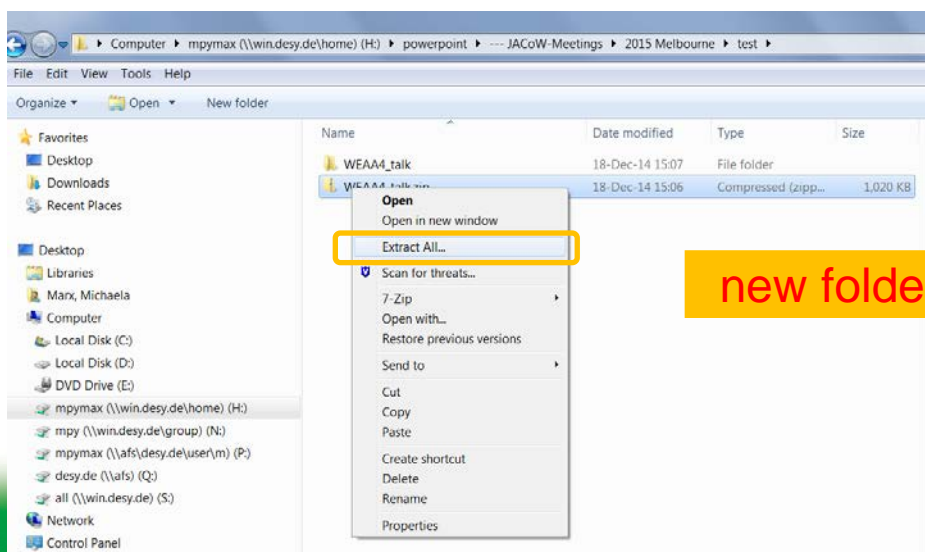 Computer ▸ mpymax (\\win.desy.de\home) (H:) ▸ powerpoint ▸ --- JACoW-Meetings ▸ 2015 Melbourne ▸ test ▸
File Edit View Tools Help
Organize Open New folder
Favorites
Desktop
Downloads
Recent Places
Desktop
Libraries
Marx, Michaela
Computer
Local Disk (C:)
Local Disk (D:)
DVD Drive (E:)
mpymax (\\win.desy.de\home) (H:)
mpy (\\win.desy.de\group) (N:)
mpymax (\\afs\desy.de\user\m) (P:)
desy.de (\\afs) (Q:)
all (\\win.desy.de) (S:)
Network
Control Panel
Name Date modified Type Size
WEAA4_talk 18-Dec-14 15:07 File folder
WEAA4_talk.zip 18-Dec-14 15:06 Compressed (zipp... 1,020 KB
Open
Open in new window
Extract All...
Scan for threats...
7-Zip
Open with...
Restore previous versions
Send to
Cut
Copy
Paste
Create shortcut
Delete
Rename
Properties
new folde